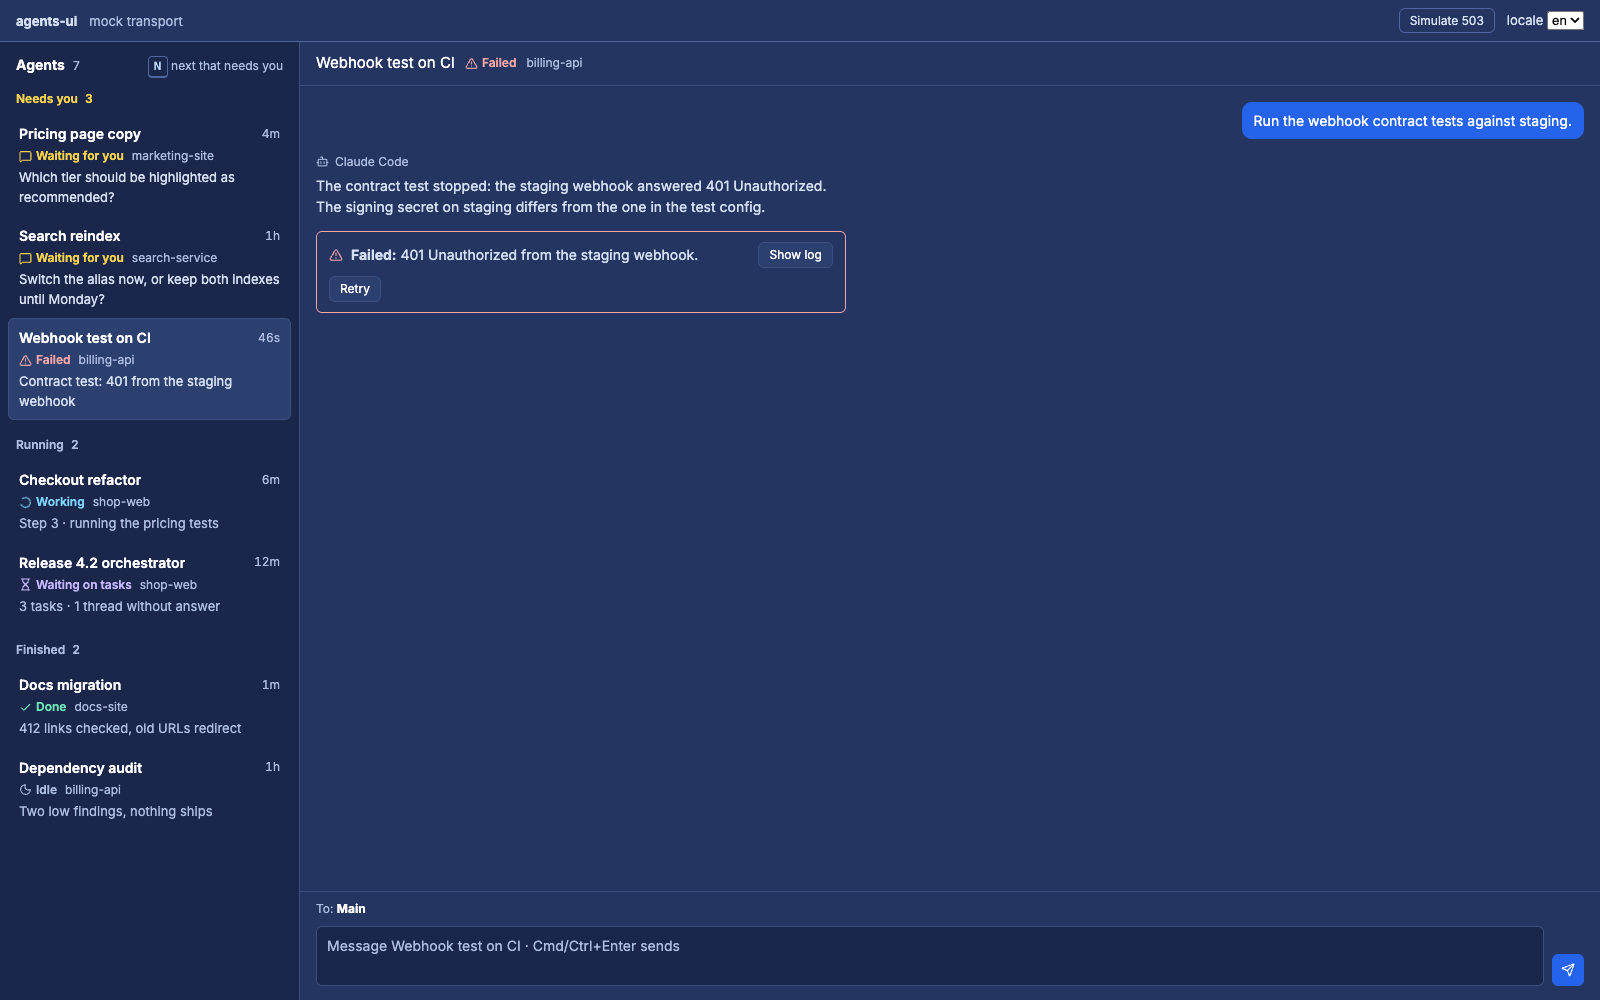 agents-ui mock transport
Simulate 503 locale en
Agents 7
N next that needs you
Needs you 3
Pricing page copy 4m
Waiting for you marketing-site
Which tier should be highlighted as
recommended?
Search reindex 1h
Waiting for you search-service
Switch the alias now, or keep both indexes
until Monday?
Webhook test on CI 46s
Failed billing-api
Contract test: 401 from the staging
webhook
Running 2
Checkout refactor 6m
Working shop-web
Step 3 · running the pricing tests
Release 4.2 orchestrator 12m
Waiting on tasks shop-web
3 tasks · 1 thread without answer
Finished 2
Docs migration 1m
Done docs-site
412 links checked, old URLs redirect
Dependency audit 1h
Idle billing-api
Two low findings, nothing ships
Webhook test on CI Failed billing-api
Run the webhook contract tests against staging.
Claude Code
The contract test stopped: the staging webhook answered 401 Unauthorized.
The signing secret on staging differs from the one in the test config.
Failed: 401 Unauthorized from the staging webhook. Show log
Retry
To: Main
Message Webhook test on CI · Cmd/Ctrl+Enter sends